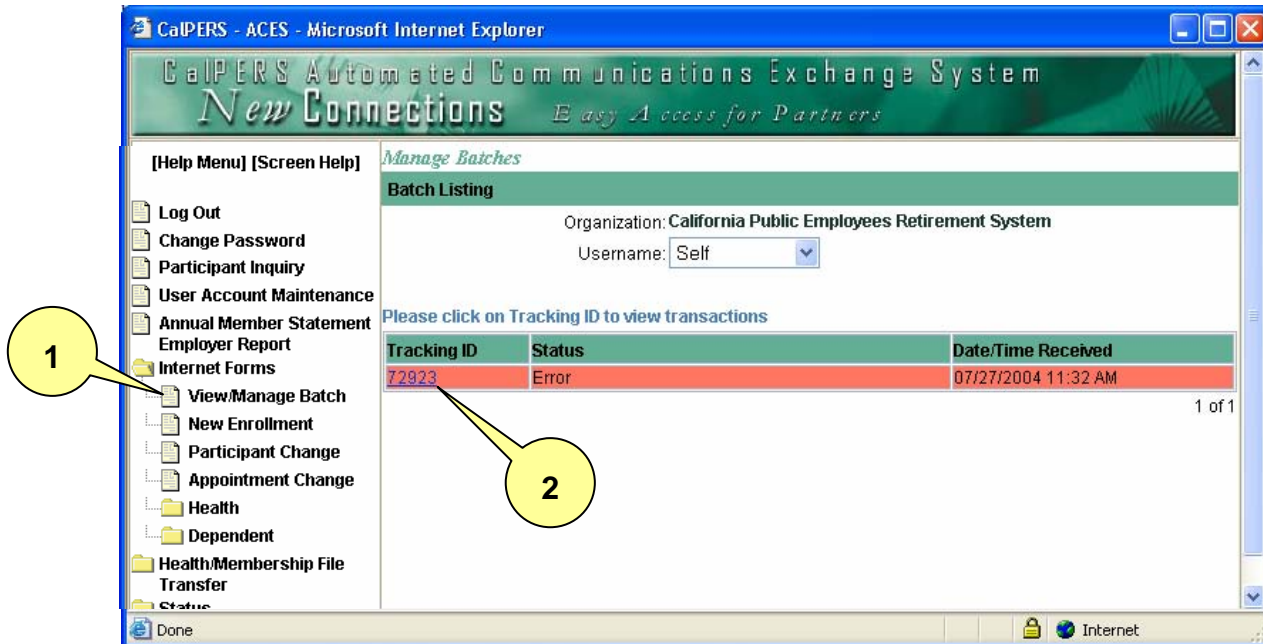 CalPERS - ACES - Microsoft Internet Explorer
CalPERS Automated Communications Exchange System
New Connections Easy Access for Partners
[Help Menu] [Screen Help]
Log Out
Change Password
Participant Inquiry
User Account Maintenance
Annual Member Statement
Employer Report
Internet Forms
View/Manage Batch
New Enrollment
Participant Change
Appointment Change
Health
Dependent
Health/Membership File
Transfer
Status
Manage Batches
Batch Listing
Organization: California Public Employees Retirement System
Username: Self
Please click on Tracking ID to view transactions
Tracking ID Status Date/Time Received
72923 Error 07/27/2004 11:32 AM
1 of 1
1
2
Done Internet